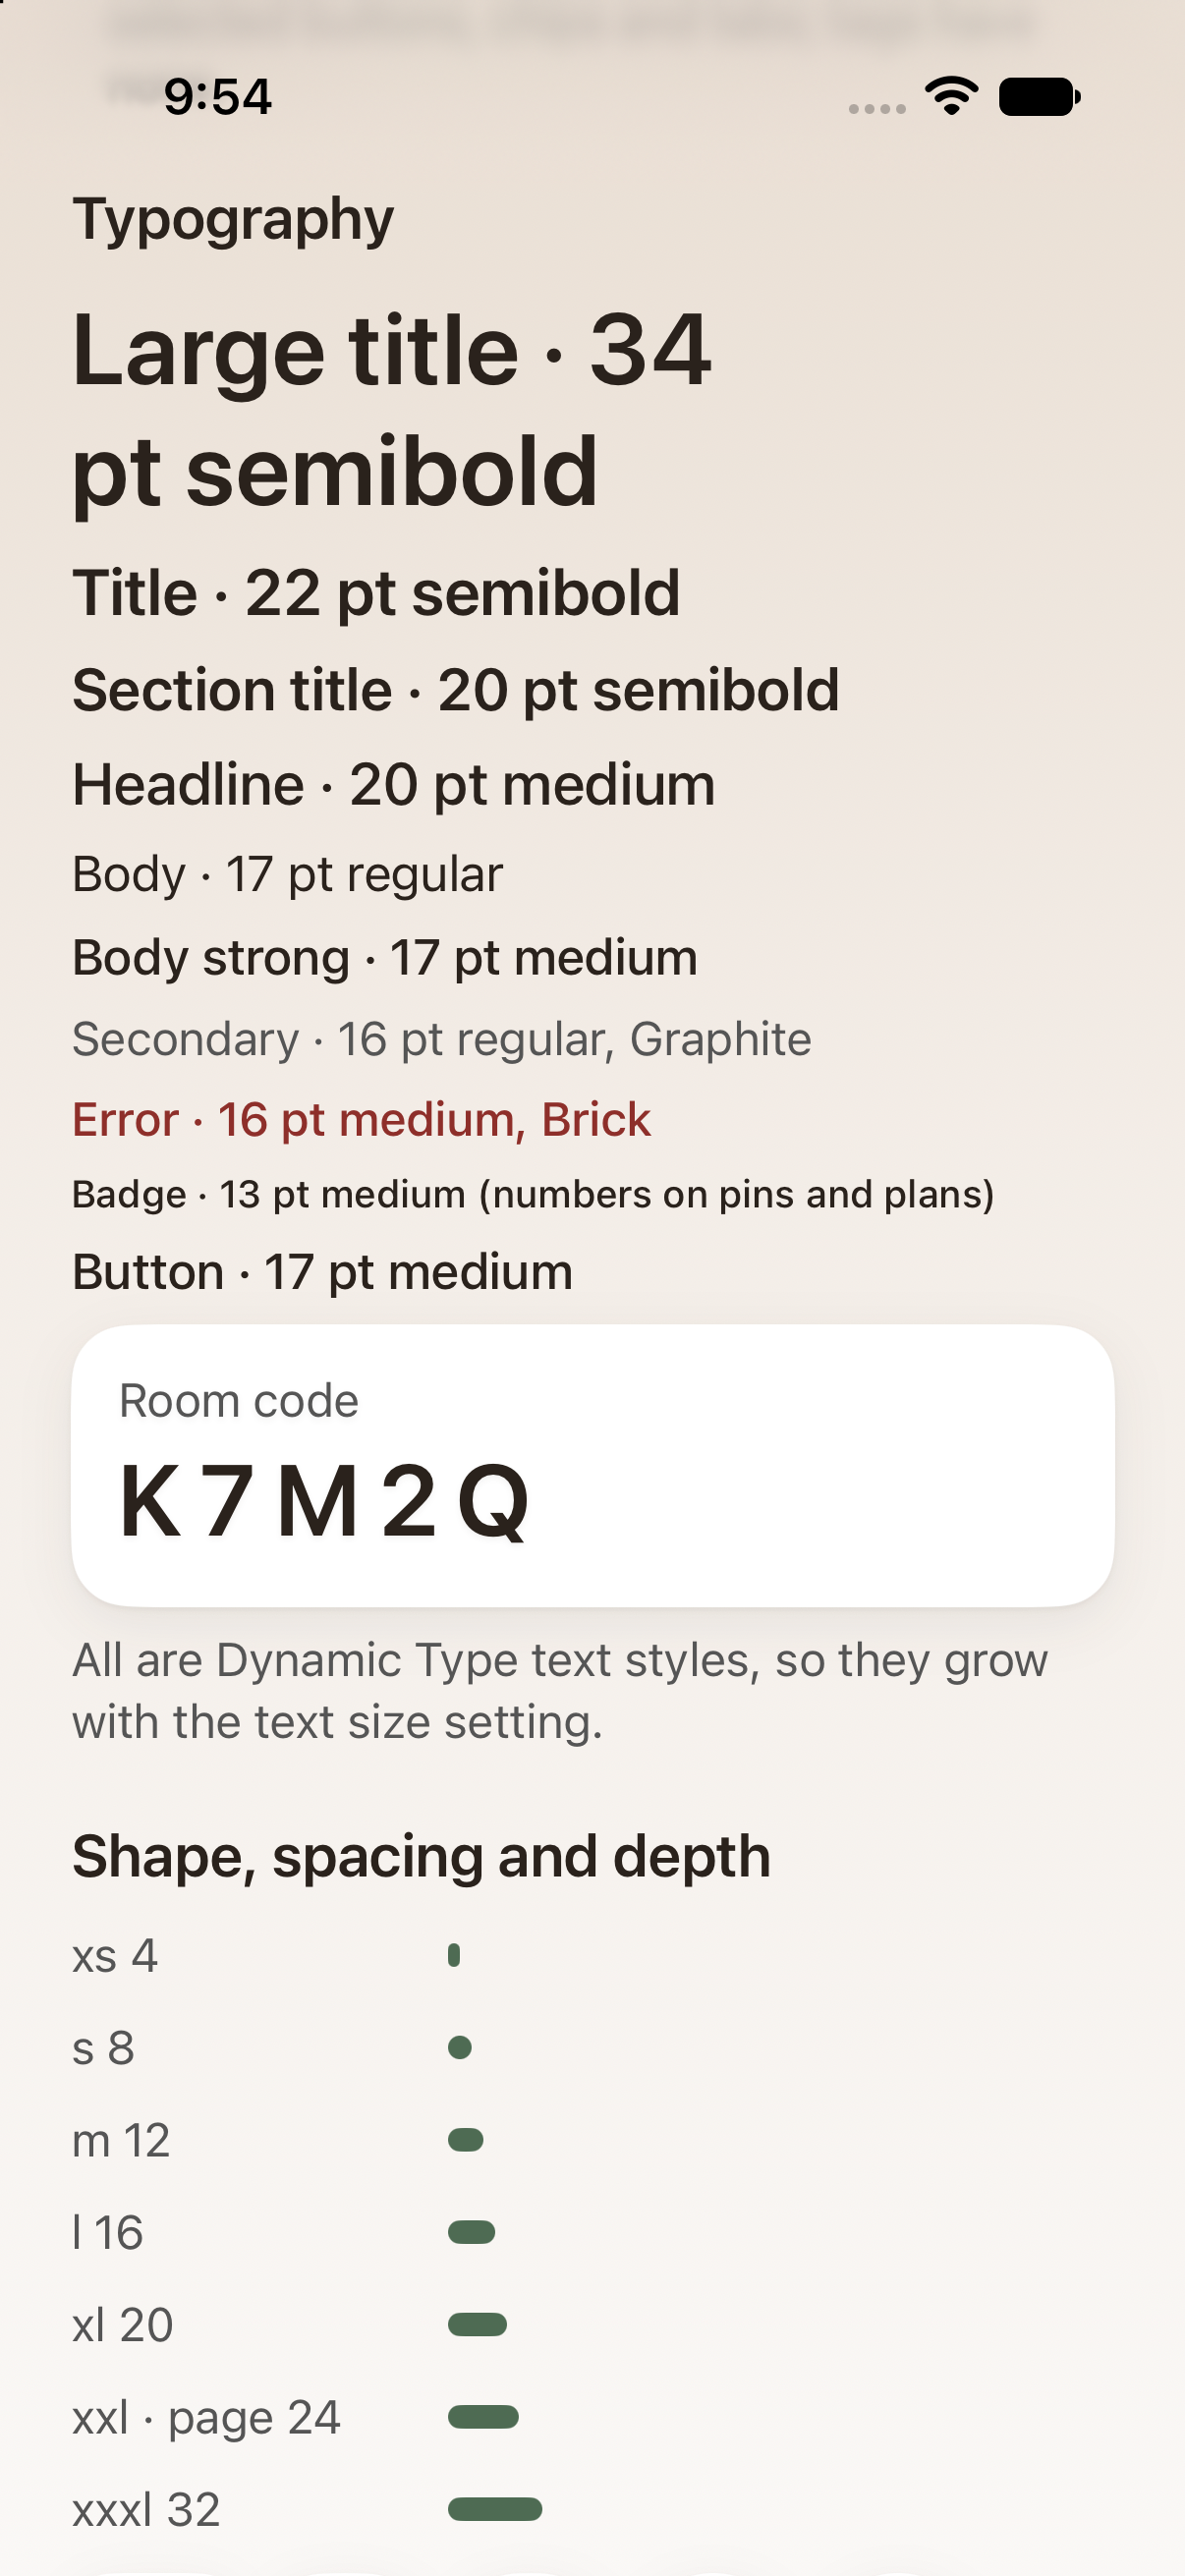 9:54
Typography
Large title · 34
pt semibold
Title · 22 pt semibold
Section title · 20 pt semibold
Headline · 20 pt medium
Body · 17 pt regular
Body strong · 17 pt medium
Secondary · 16 pt regular, Graphite
Error · 16 pt medium, Brick
Badge · 13 pt medium (numbers on pins and plans)
Button · 17 pt medium
Room code
K7M2Q
All are Dynamic Type text styles, so they grow
with the text size setting.
Shape, spacing and depth
xs 4
s 8
m 12
l 16
xl 20
xxl · page 24
xxxl 32